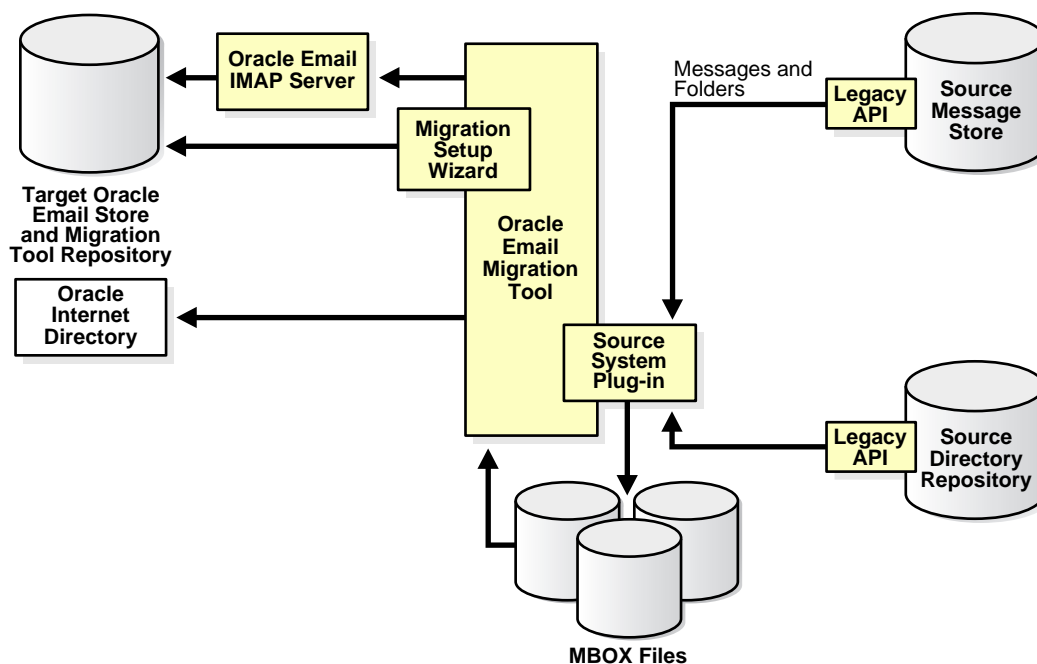 Oracle Email
IMAP Server
Messages and
Folders
Legacy
API
Source
Message
Store
Migration
Setup
Wizard
Target Oracle
Email Store
and Migration
Tool Repository
Oracle
Email
Migration
Tool
Oracle
Internet
Directory
Source
System
Plug-in
Legacy
API
Source
Directory
Repository
MBOX Files